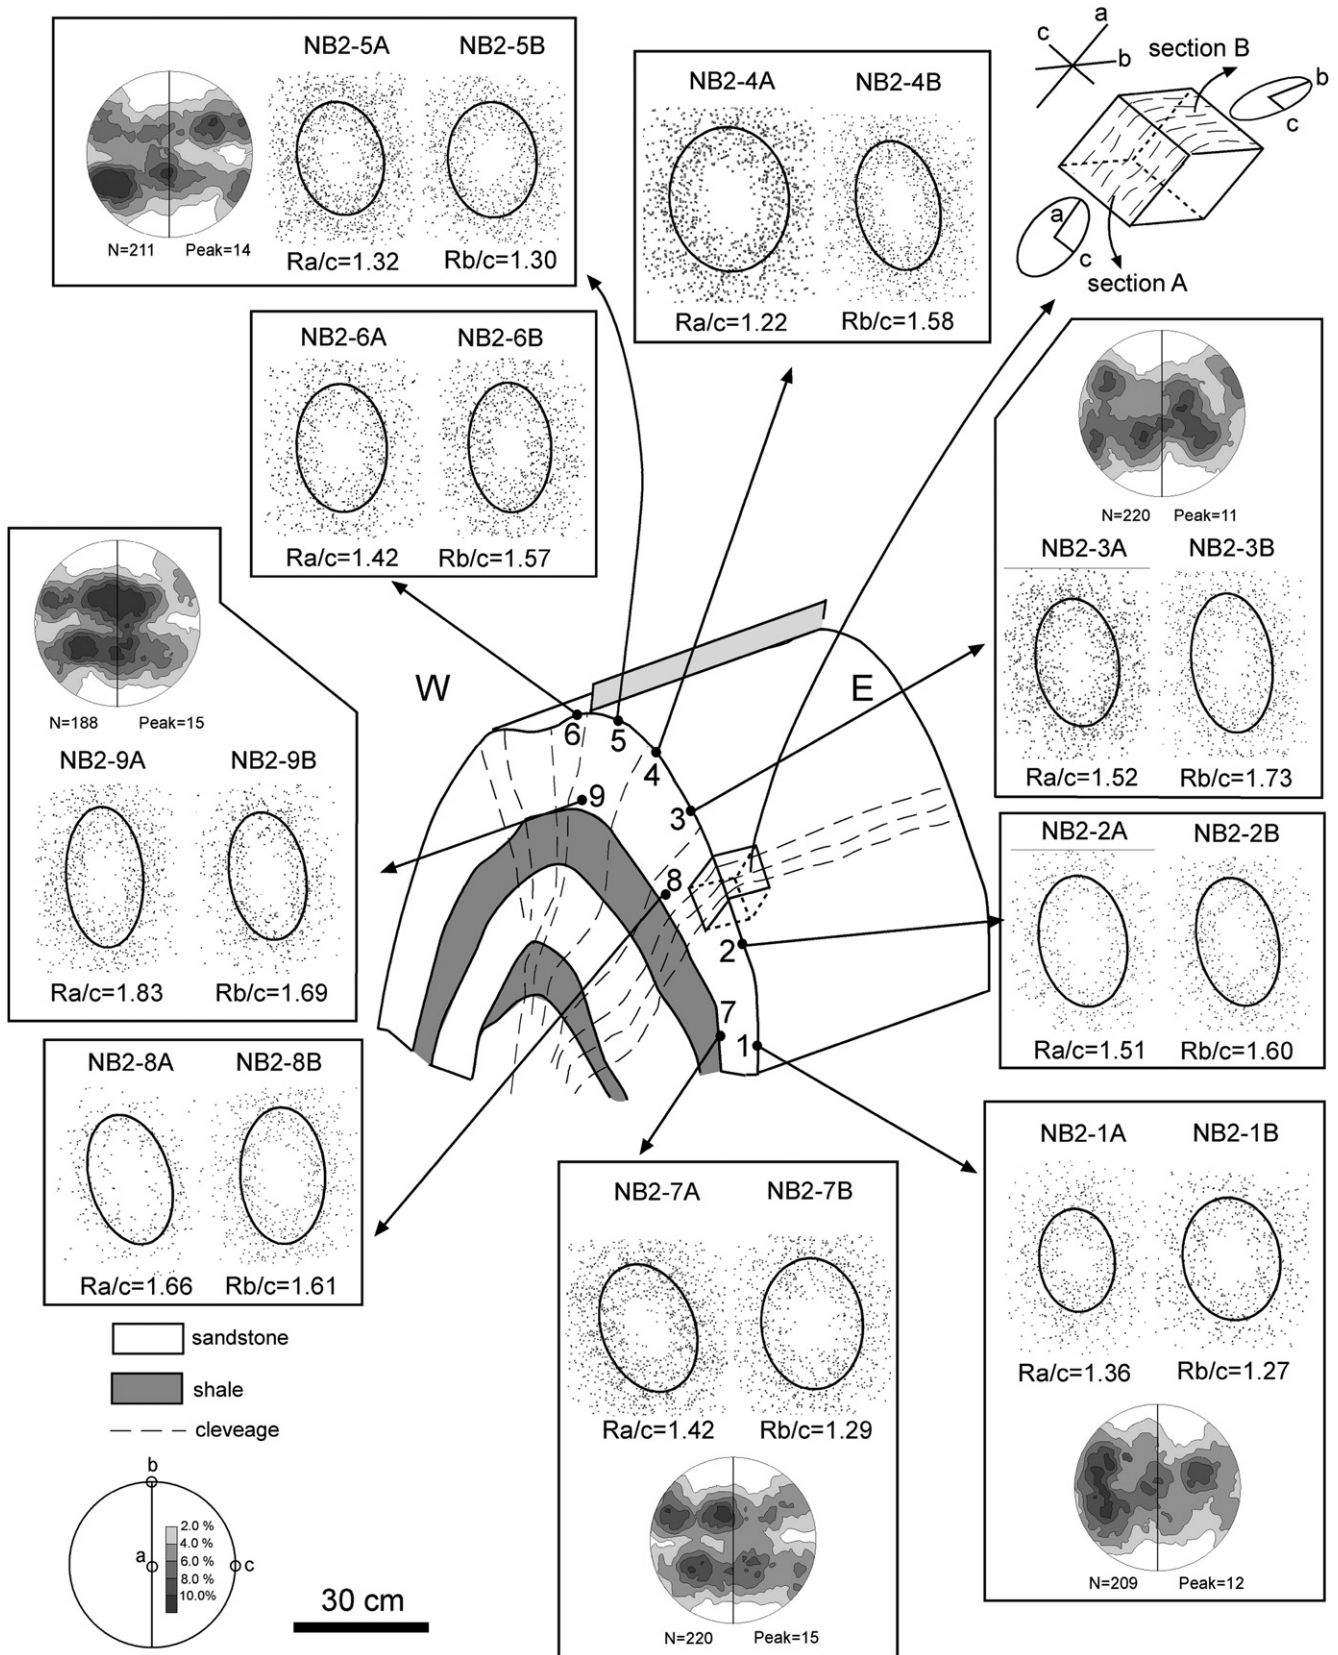 NB2-5A NB2-5B
N=211 Peak=14
Ra/c=1.32 Rb/c=1.30
NB2-4A NB2-4B
Ra/c=1.22 Rb/c=1.58
a
c
b
section B
b
c
a
c
section A
NB2-6A NB2-6B
Ra/c=1.42 Rb/c=1.57
N=220 Peak=11
NB2-3A NB2-3B
Ra/c=1.52 Rb/c=1.73
N=188 Peak=15
NB2-9A NB2-9B
Ra/c=1.83 Rb/c=1.69
W
E
6
5
4
9
3
8
2
7
1
NB2-2A NB2-2B
Ra/c=1.51 Rb/c=1.60
NB2-8A NB2-8B
Ra/c=1.66 Rb/c=1.61
NB2-7A NB2-7B
Ra/c=1.42 Rb/c=1.29
N=220 Peak=15
NB2-1A NB2-1B
Ra/c=1.36 Rb/c=1.27
N=209 Peak=12
sandstone
shale
cleveage
b
a
c
2.0 %
4.0 %
6.0 %
8.0 %
10.0%
30 cm